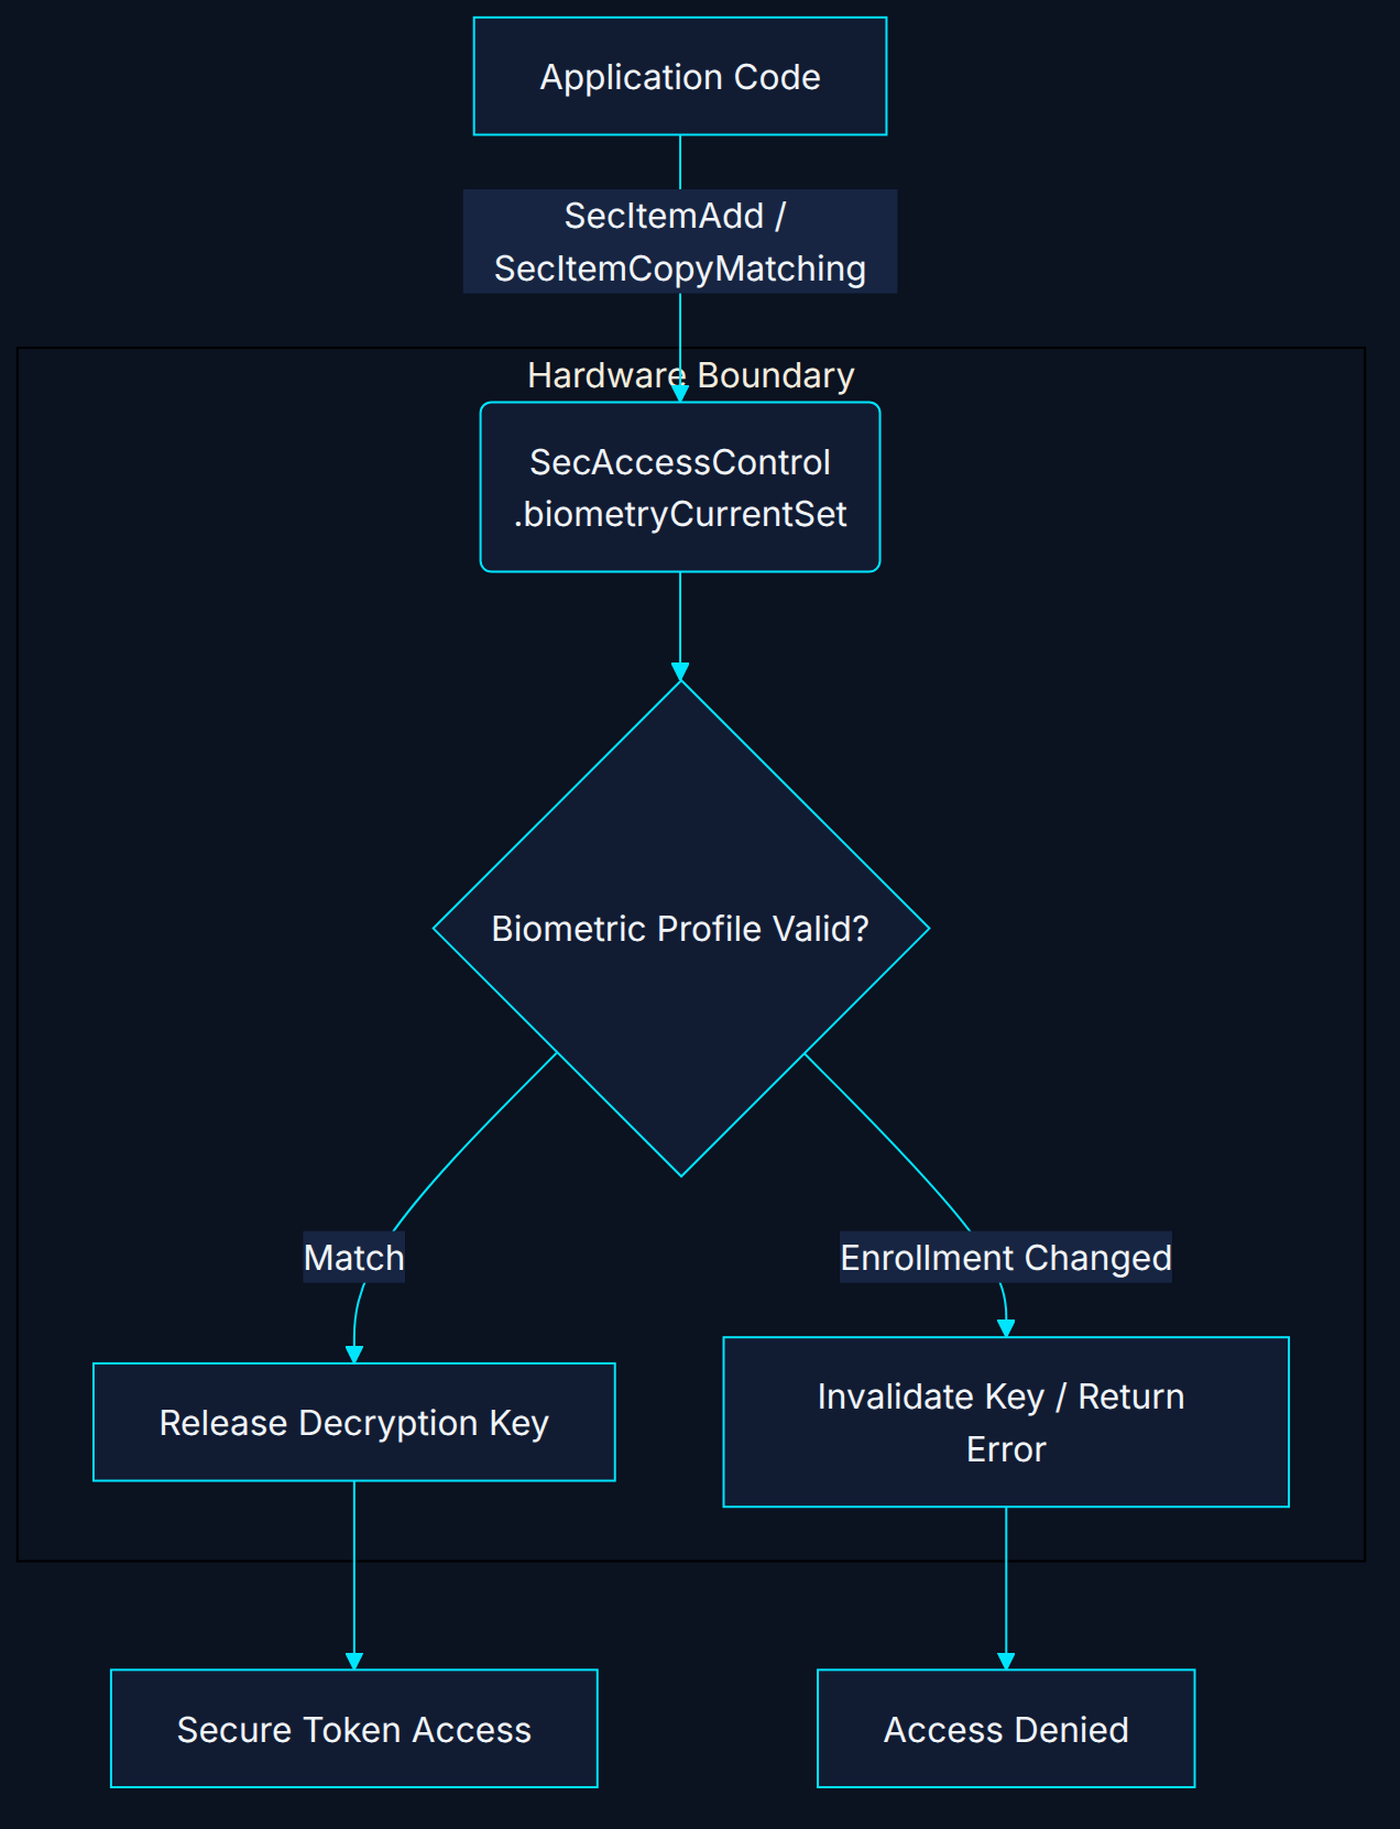 Application Code
SecItemAdd /
SecItemCopyMatching
Hardware Boundary
SecAccessControl
.biometryCurrentSet
Biometric Profile Valid?
Match
Enrollment Changed
Release Decryption Key
Invalidate Key / Return
Error
Secure Token Access
Access Denied